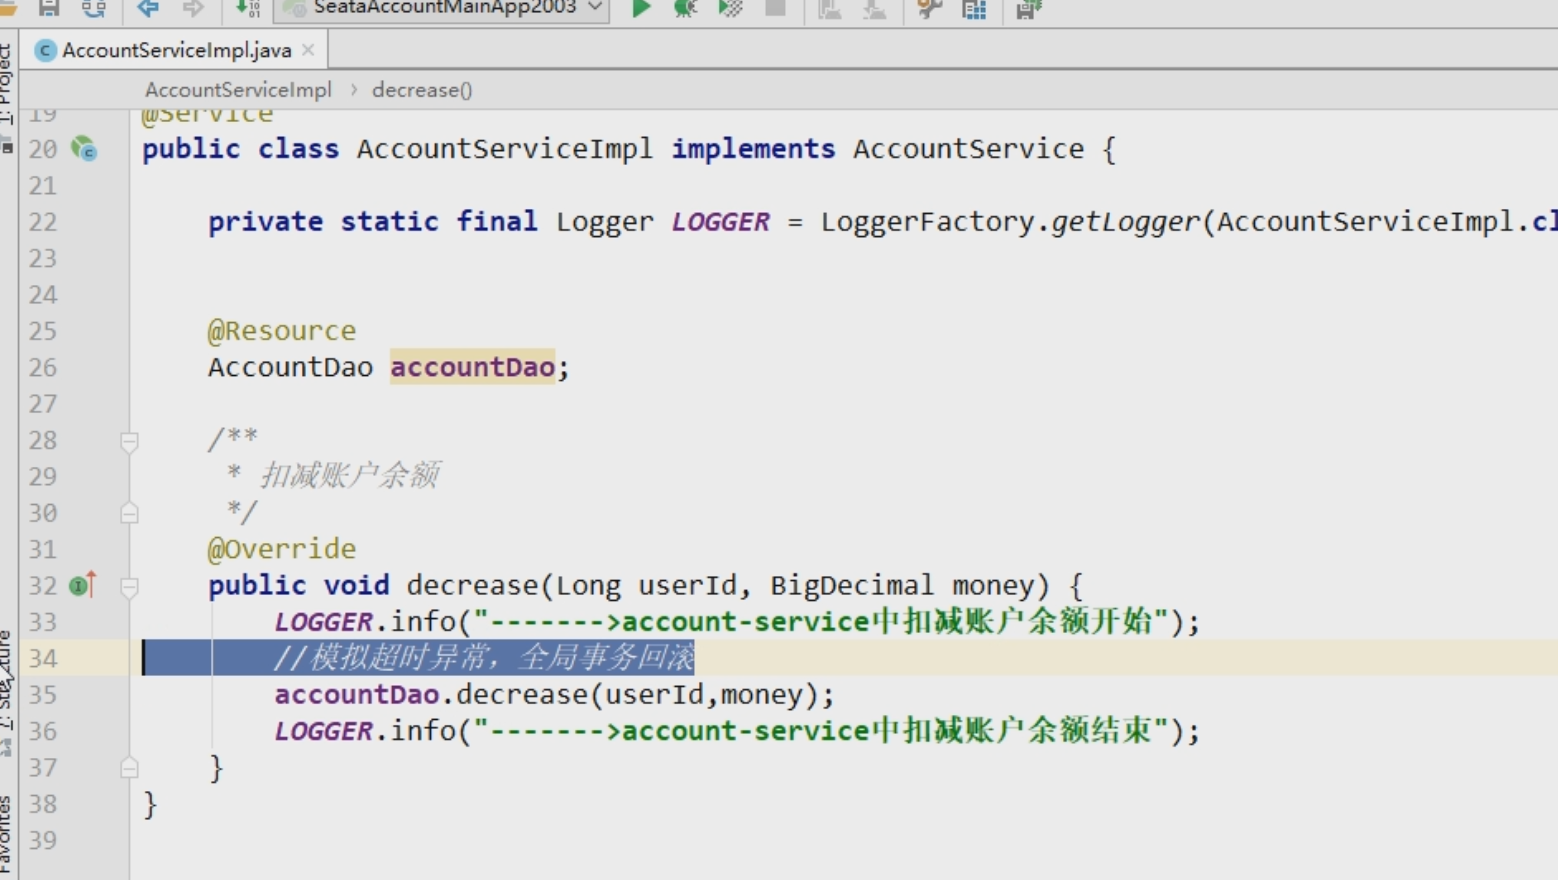 SeataAccountMainApp2003
AccountServiceImpl.java
AccountServiceImpl > decrease()
1: Project
19 @Service
20 public class AccountServiceImpl implements AccountService {
21
22 private static final Logger LOGGER = LoggerFactory.getLogger(AccountServiceImpl.cl
23
24
25 @Resource
26 AccountDao accountDao;
27
28 /**
29 * 扣减账户余额
30 */
31 @Override
32 public void decrease(Long userId, BigDecimal money) {
33 LOGGER.info("------->account-service中扣减账户余额开始");
34 //模拟超时异常，全局事务回滚
35 accountDao.decrease(userId,money);
36 LOGGER.info("------->account-service中扣减账户余额结束");
37 }
38 }
39
Favorites